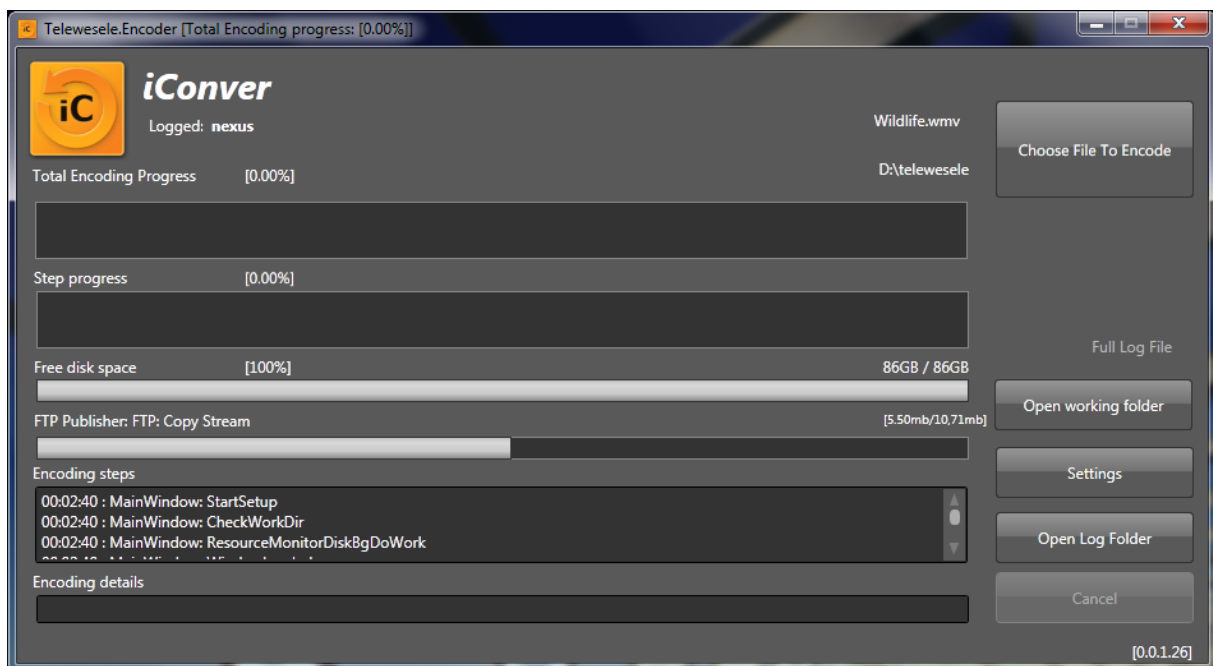 iC Telewesele.Encoder [Total Encoding progress: [0.00%]]
iC
iConver
Logged: nexus
Wildlife.wmv
Choose File To Encode
Total Encoding Progress [0.00%] D:\telewesele
Step progress [0.00%]
Full Log File
Free disk space [100%] 86GB / 86GB
Open working folder
FTP Publisher: FTP: Copy Stream [5.50mb/10,71mb]
Encoding steps
Settings
00:02:40 : MainWindow: StartSetup
00:02:40 : MainWindow: CheckWorkDir
00:02:40 : MainWindow: ResourceMonitorDiskBgDoWork
Open Log Folder
Encoding details
Cancel
[0.0.1.26]